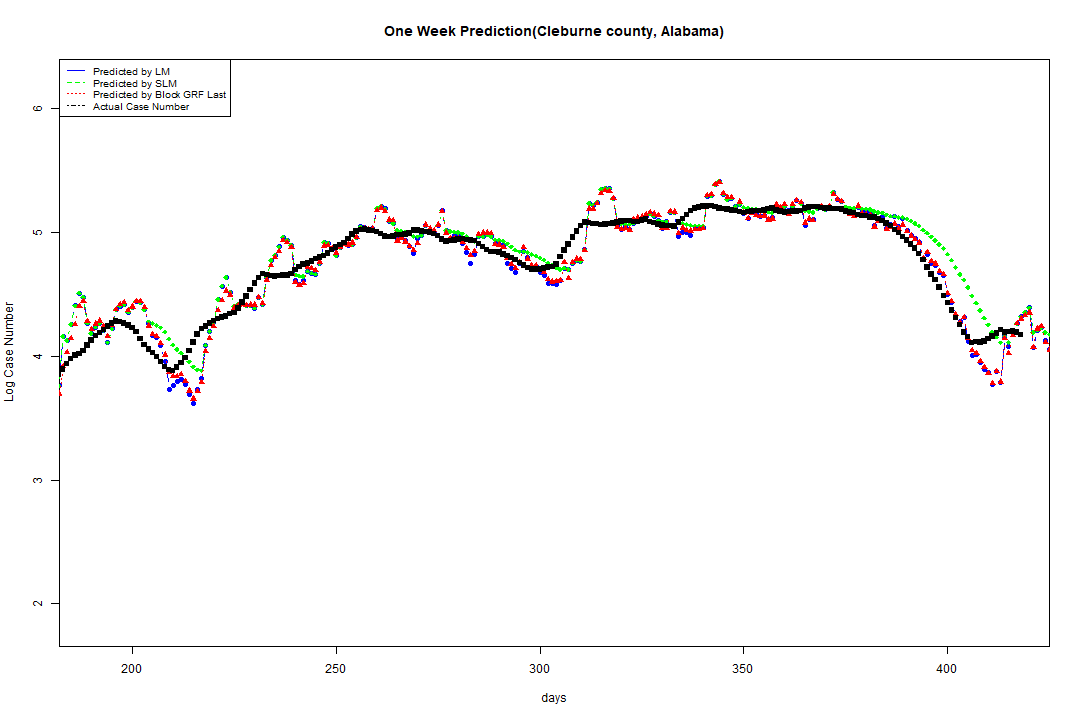 One Week Prediction(Cleburne county, Alabama)
Predicted by LM
Predicted by SLM
Predicted by Block GRF Last
Actual Case Number
6
5
4
3
2
Log Case Number
200 250 300 350 400
days